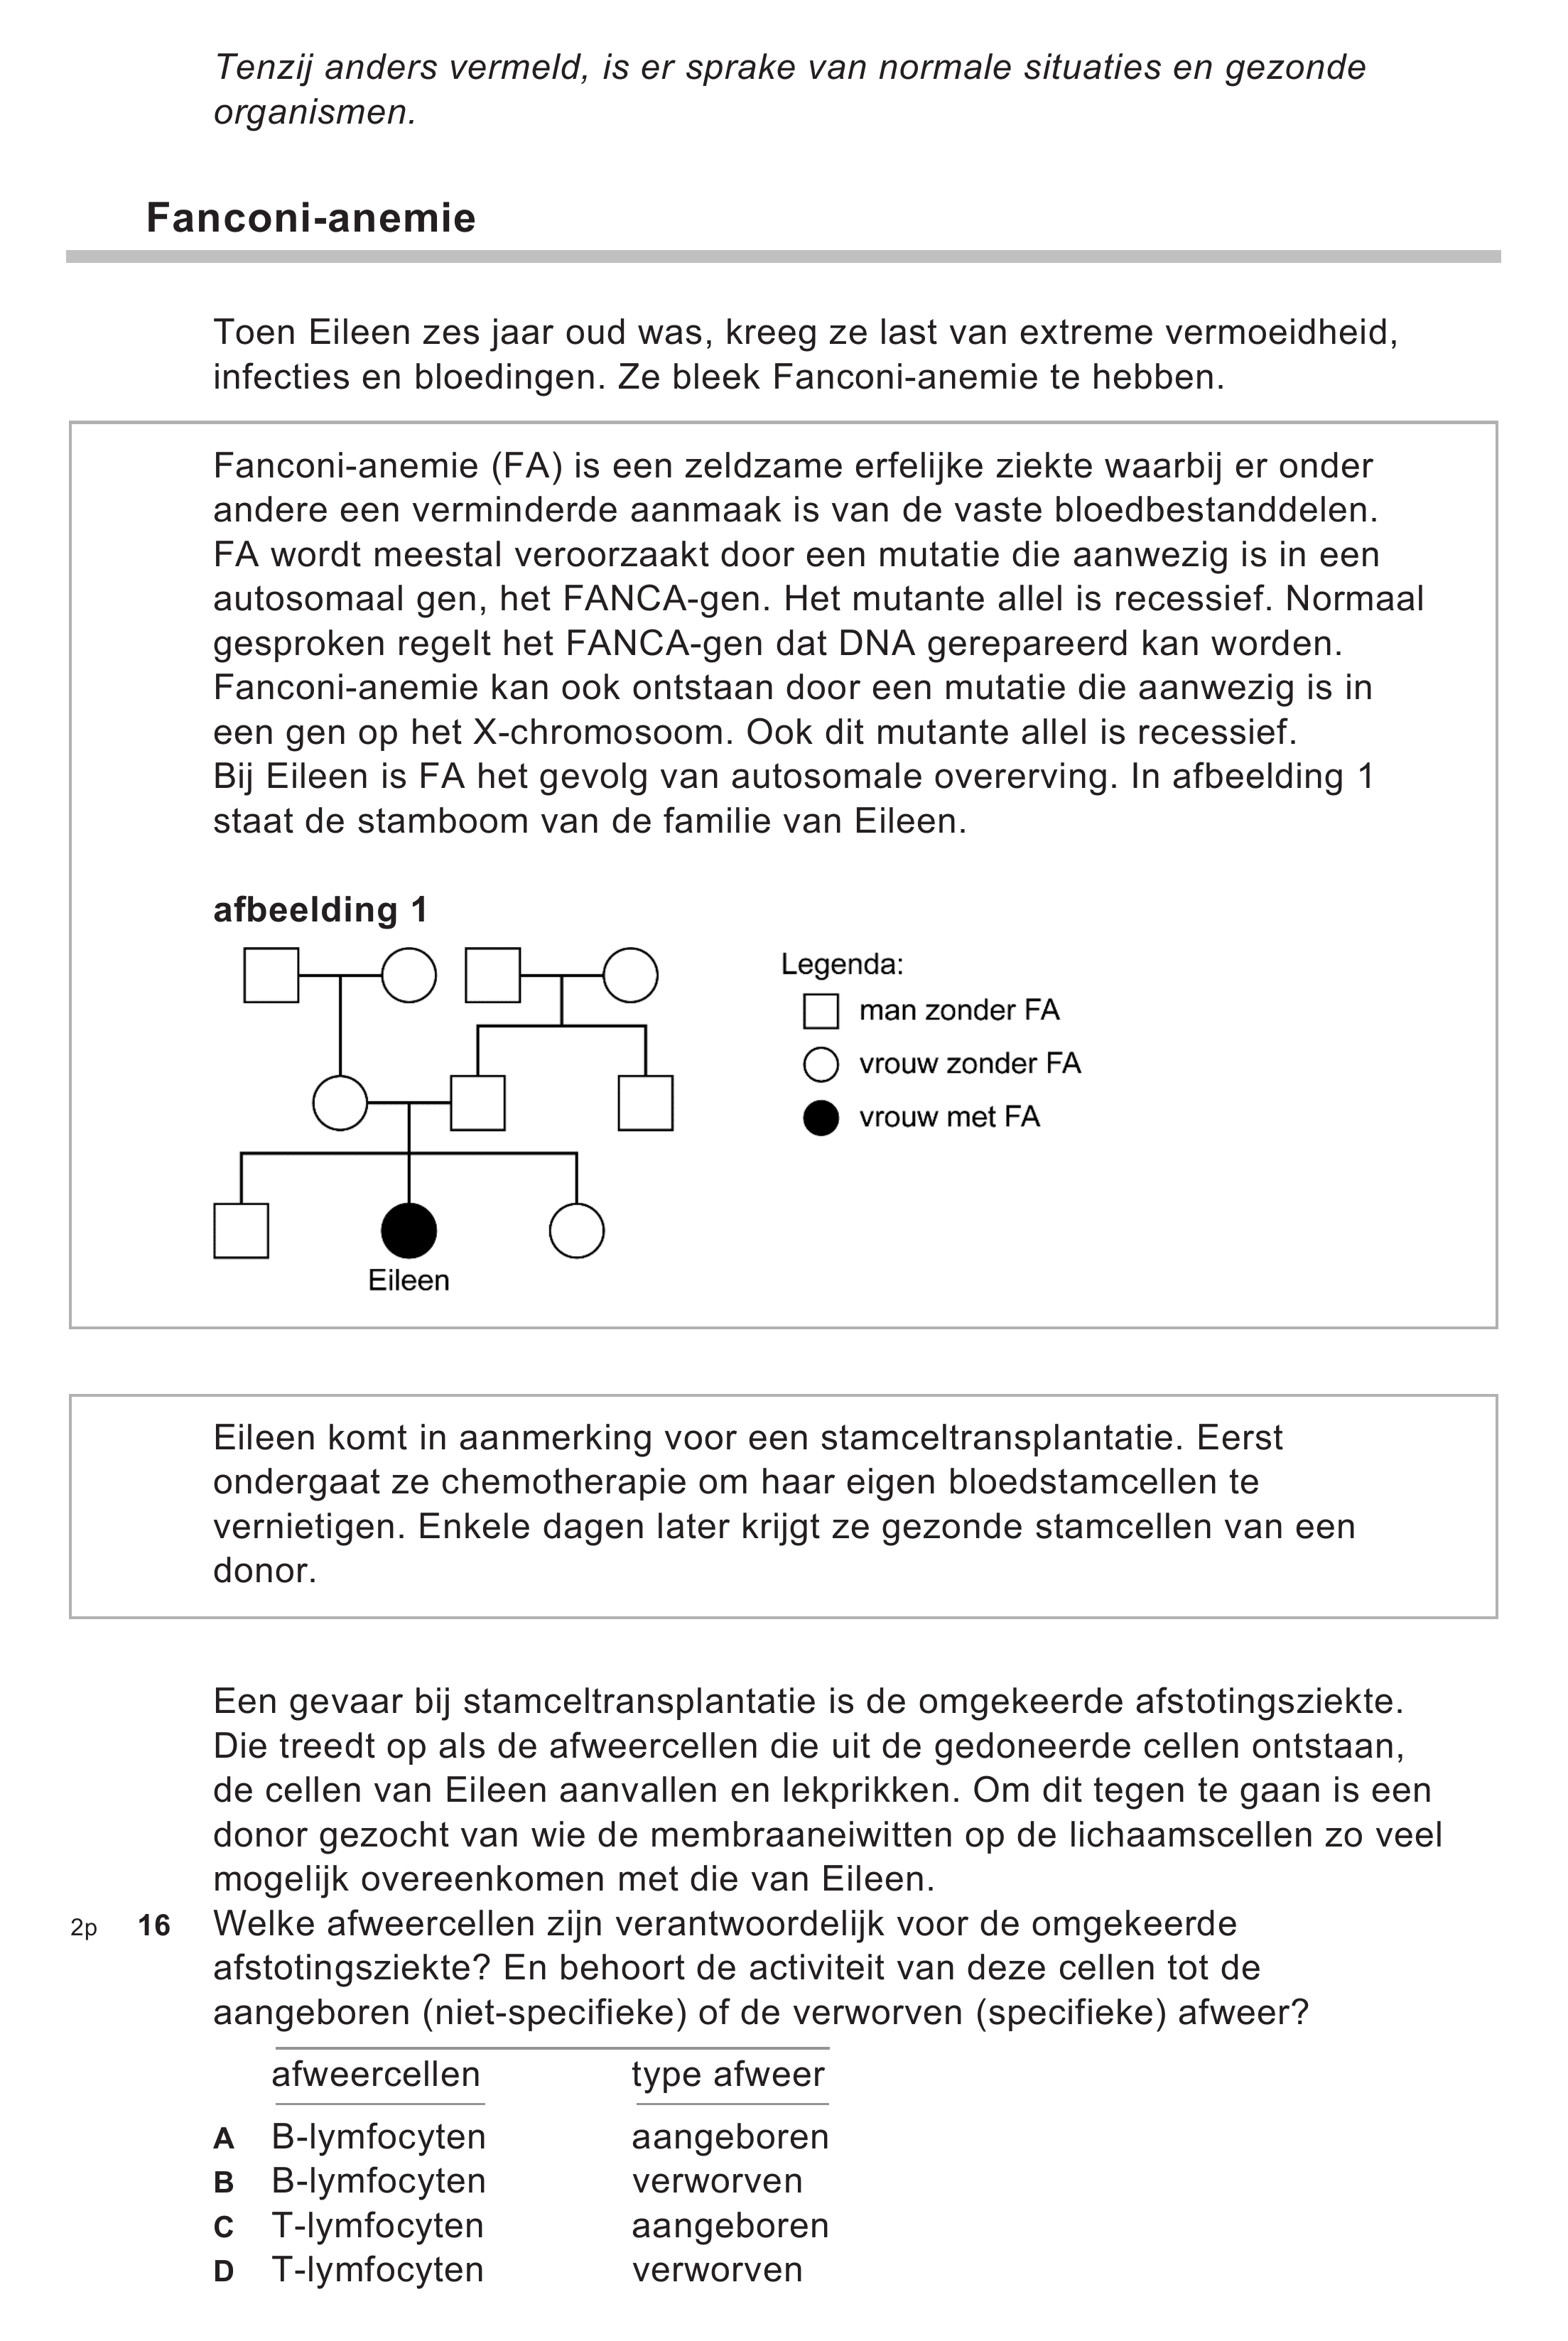 Tenzij anders vermeld, is er sprake van normale situaties en gezonde
organismen.
Fanconi-anemie
Toen Eileen zes jaar oud was, kreeg ze last van extreme vermoeidheid,
infecties en bloedingen. Ze bleek Fanconi-anemie te hebben.
Fanconi-anemie (FA) is een zeldzame erfelijke ziekte waarbij er onder
andere een verminderde aanmaak is van de vaste bloedbestanddelen.
FA wordt meestal veroorzaakt door een mutatie die aanwezig is in een
autosomaal gen, het FANCA-gen. Het mutante allel is recessief. Normaal
gesproken regelt het FANCA-gen dat DNA gerepareerd kan worden.
Fanconi-anemie kan ook ontstaan door een mutatie die aanwezig is in
een gen op het X-chromosoom. Ook dit mutante allel is recessief.
Bij Eileen is FA het gevolg van autosomale overerving. In afbeelding 1
staat de stamboom van de familie van Eileen.
afbeelding 1
Legenda:
man zonder FA
vrouw zonder FA
vrouw met FA
Eileen
Eileen komt in aanmerking voor een stamceltransplantatie. Eerst
ondergaat ze chemotherapie om haar eigen bloedstamcellen te
vernietigen. Enkele dagen later krijgt ze gezonde stamcellen van een
donor.
Een gevaar bij stamceltransplantatie is de omgekeerde afstotingsziekte.
Die treedt op als de afweercellen die uit de gedoneerde cellen ontstaan,
de cellen van Eileen aanvallen en lekprikken. Om dit tegen te gaan is een
donor gezocht van wie de membraaneiwitten op de lichaamscellen zo veel
mogelijk overeenkomen met die van Eileen.
2p 16 Welke afweercellen zijn verantwoordelijk voor de omgekeerde
afstotingsziekte? En behoort de activiteit van deze cellen tot de
aangeboren (niet-specifieke) of de verworven (specifieke) afweer?
afweercellen type afweer
A B-lymfocyten aangeboren
B B-lymfocyten verworven
C T-lymfocyten aangeboren
D T-lymfocyten verworven